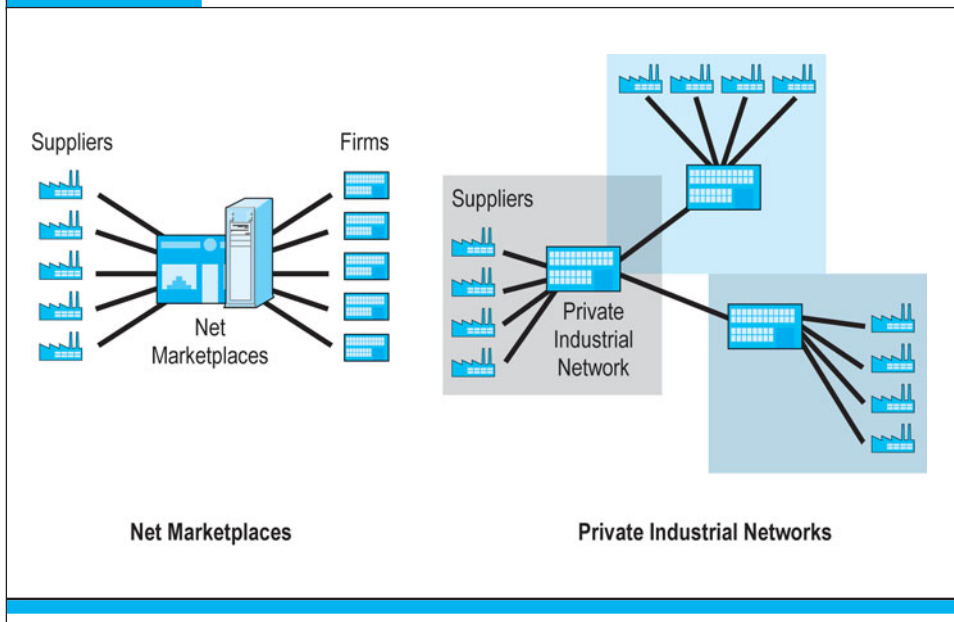 Suppliers
Firms
Net
Marketplaces
Suppliers
Private
Industrial
Network
Net Marketplaces
Private Industrial Networks